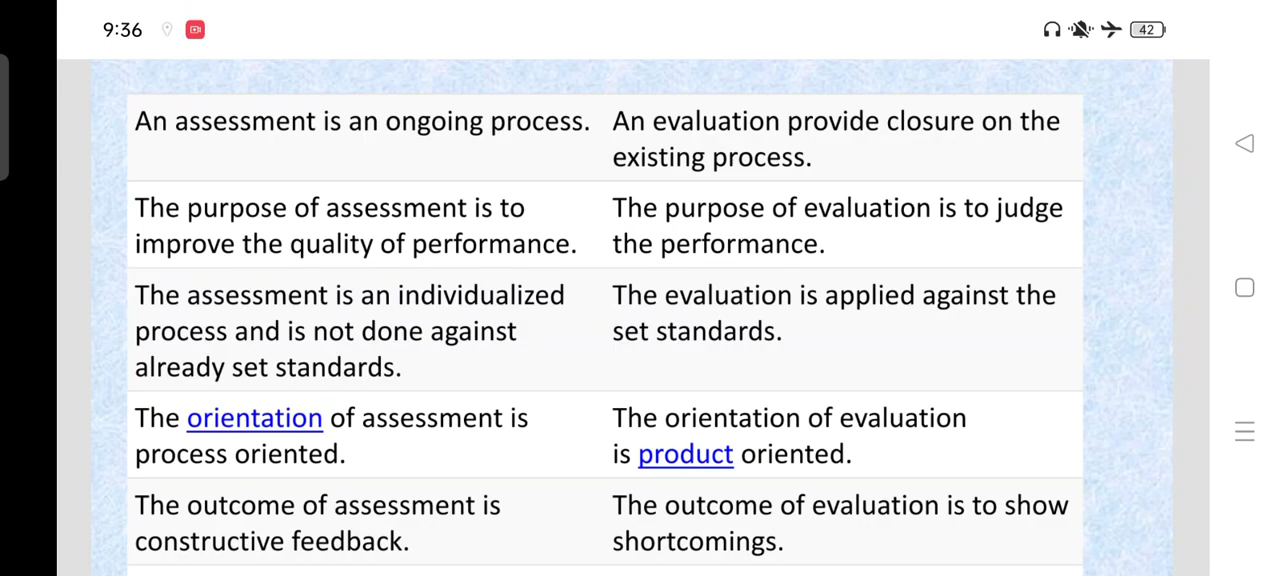 9:36
42
An assessment is an ongoing process.
An evaluation provide closure on the
existing process.
The purpose of assessment is to
improve the quality of performance.
The purpose of evaluation is to judge
the performance.
The assessment is an individualized
process and is not done against
already set standards.
The evaluation is applied against the
set standards.
The orientation of assessment is
process oriented.
The orientation of evaluation
is product oriented.
The outcome of assessment is
constructive feedback.
The outcome of evaluation is to show
shortcomings.